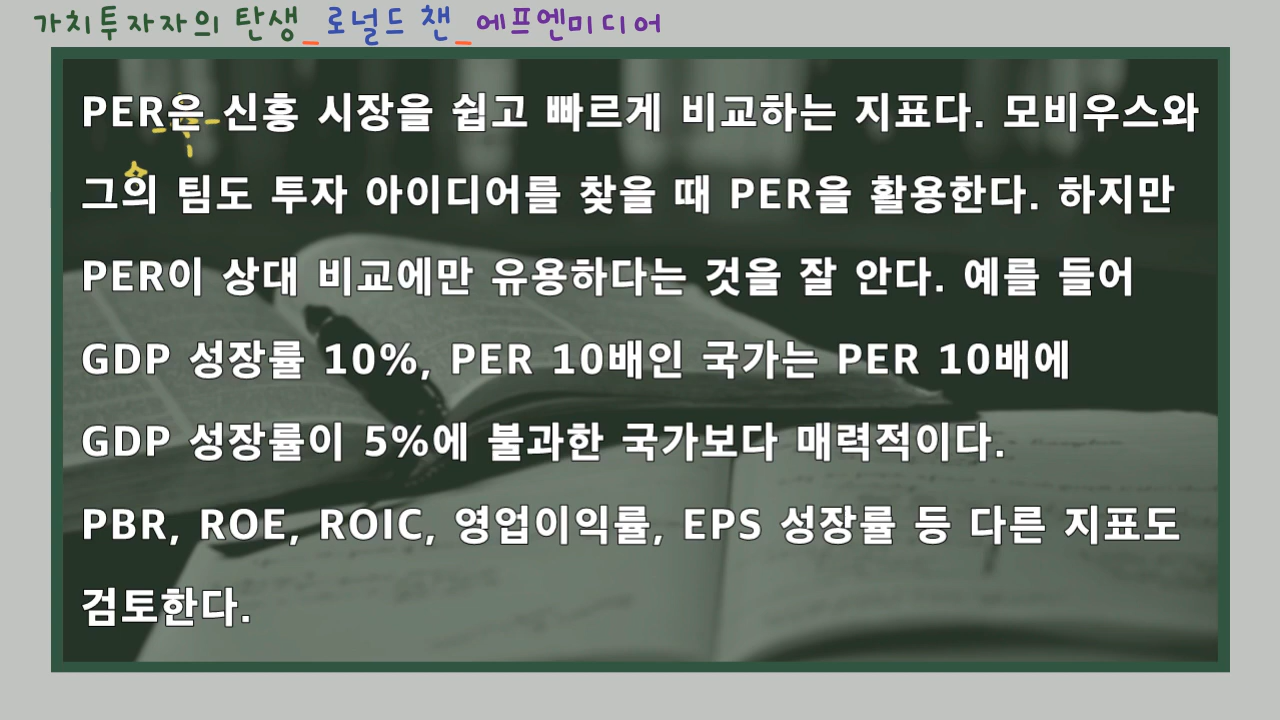 가치투자자의 탄생_로널드 챈_에프엔미디어
PER은 신흥 시장을 쉽고 빠르게 비교하는 지표다. 모비우스와
그의 팀도 투자 아이디어를 찾을 때 PER을 활용한다. 하지만
PER이 상대 비교에만 유용하다는 것을 잘 안다. 예를 들어
GDP 성장률 10%, PER 10배인 국가는 PER 10배에
GDP 성장률이 5%에 불과한 국가보다 매력적이다.
PBR, ROE, ROIC, 영업이익률, EPS 성장률 등 다른 지표도
검토한다.